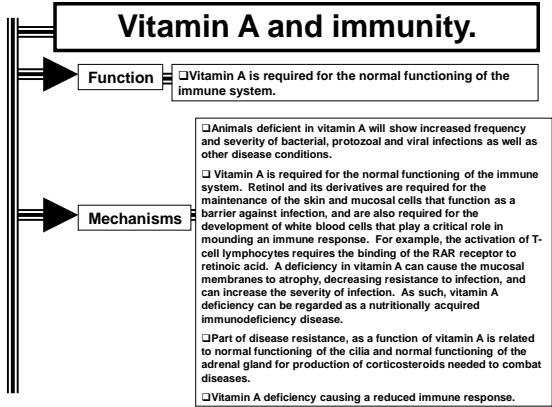 Vitamin A and immunity.
Function
❑Vitamin A is required for the normal functioning of the
immune system.
Mechanisms
❑Animals deficient in vitamin A will show increased frequency
and severity of bacterial, protozoal and viral infections as well as
other disease conditions.
❑ Vitamin A is required for the normal functioning of the immune
system. Retinol and its derivatives are required for the
maintenance of the skin and mucosal cells that function as a
barrier against infection, and are also required for the
development of white blood cells that play a critical role in
mounding an immune response. For example, the activation of T-
cell lymphocytes requires the binding of the RAR receptor to
retinoic acid. A deficiency in vitamin A can cause the mucosal
membranes to atrophy, decreasing resistance to infection, and
can increase the severity of infection. As such, vitamin A
deficiency can be regarded as a nutritionally acquired
immunodeficiency disease.
❑Part of disease resistance, as a function of vitamin A is related
to normal functioning of the cilia and normal functioning of the
adrenal gland for production of corticosteroids needed to combat
diseases.
❑Vitamin A deficiency causing a reduced immune response.